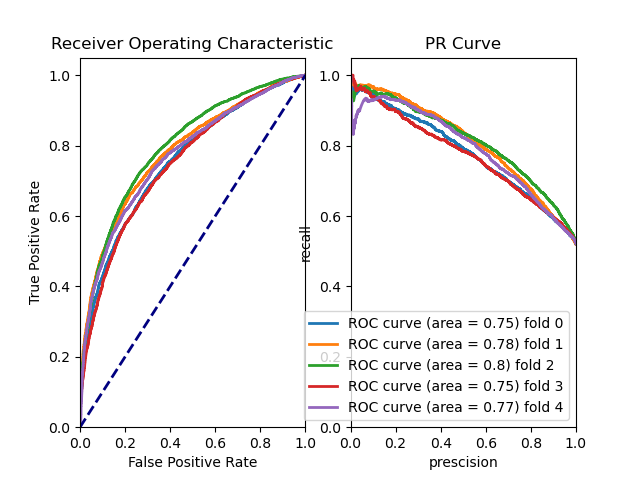 Receiver Operating Characteristic
1.0
0.8
0.6
0.4
0.2
0.0
True Positive Rate
0.0 0.2 0.4 0.6 0.8 1.0
False Positive Rate
PR Curve
1.0
0.8
0.6
0.4
0.2
0.0
recall
0.0 0.2 0.4 0.6 0.8 1.0
prescision
ROC curve (area = 0.75) fold 0
ROC curve (area = 0.78) fold 1
ROC curve (area = 0.8) fold 2
ROC curve (area = 0.75) fold 3
ROC curve (area = 0.77) fold 4